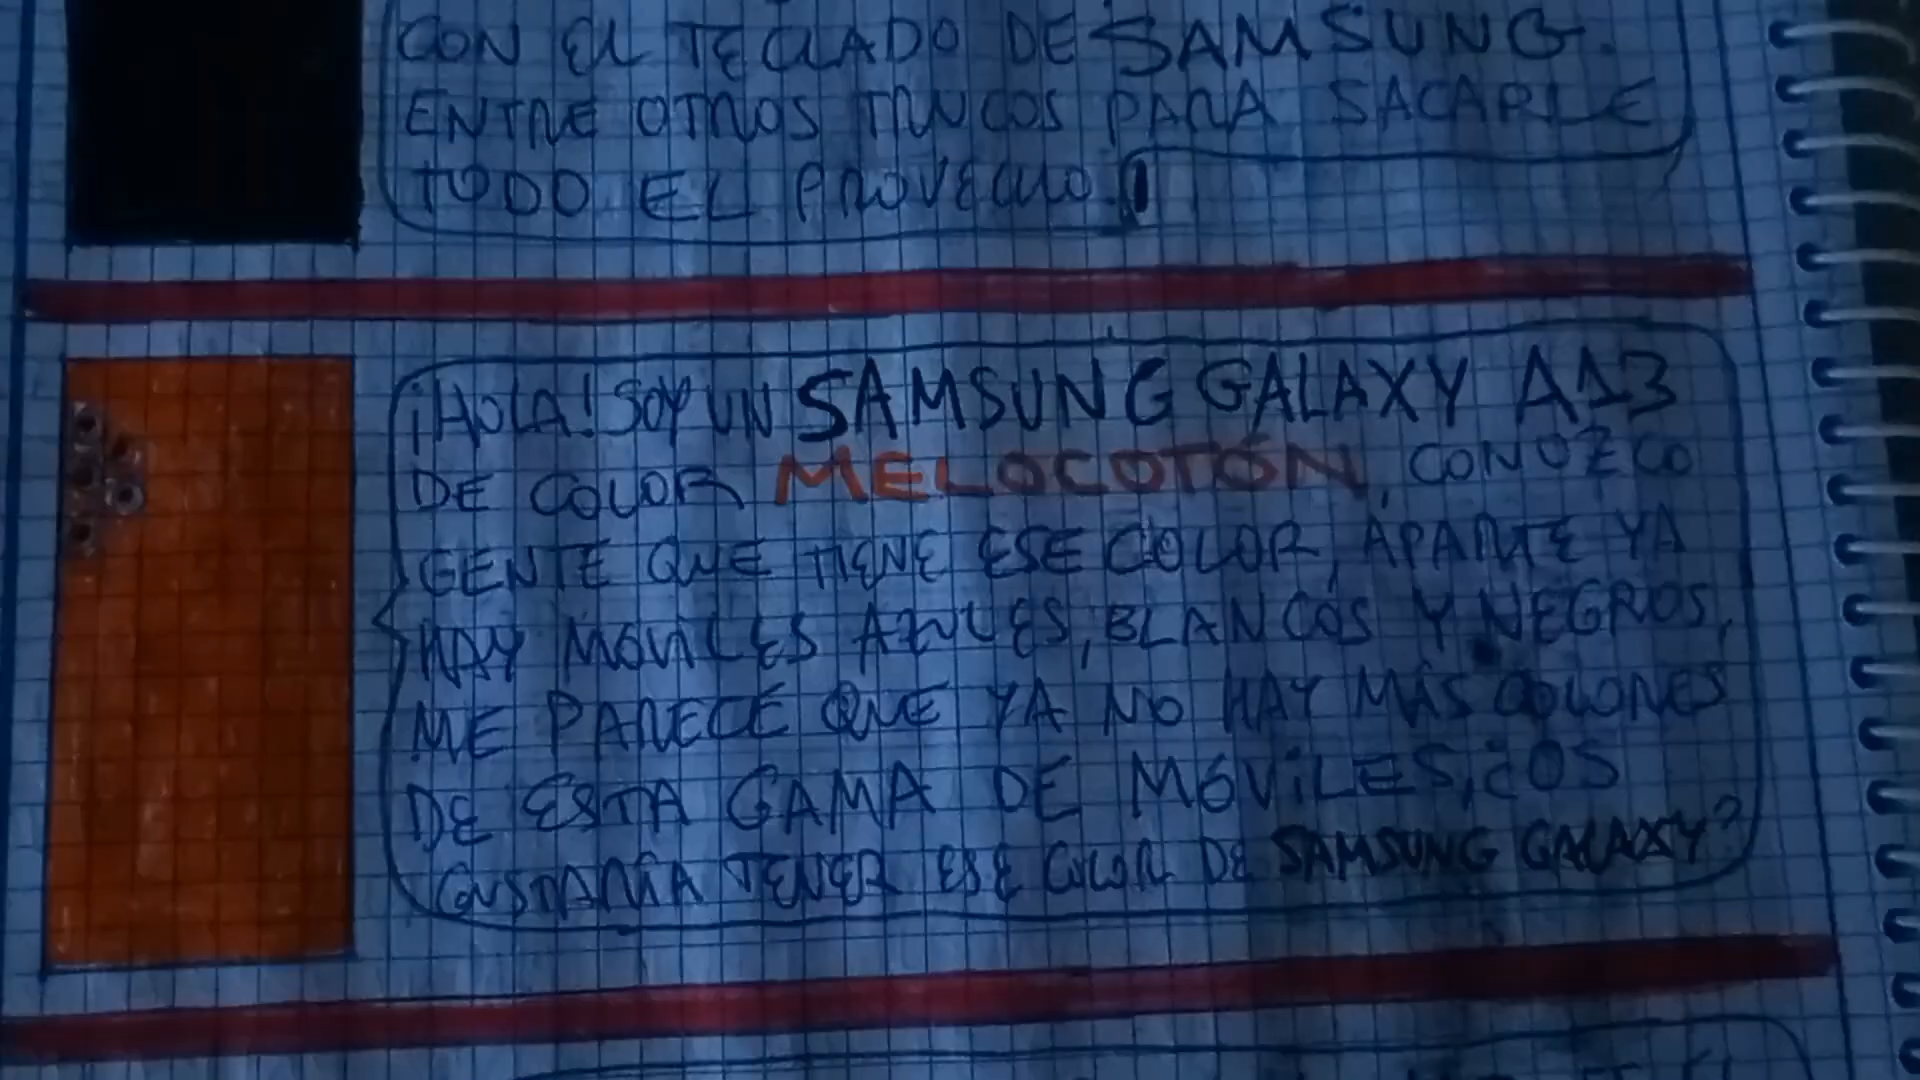 CON EL TECLADO DE SAMSUNG.
ENTRE OTROS TRUCOS PARA SACARLE
TODO EL PROVECHO.
¡HOLA! SOY UN SAMSUNG GALAXY A13
DE COLOR MELOCOTÓN, CONOZCO
GENTE QUE TIENE ESE COLOR, APARTE YA
HAY MÓVILES AZULES, BLANCOS Y NEGROS,
ME PARECE QUE YA NO HAY MÁS COLORES
DE ESTA GAMA DE MÓVILES, ¿OS
GUSTARÍA TENER ESE COLOR DE SAMSUNG GALAXY?